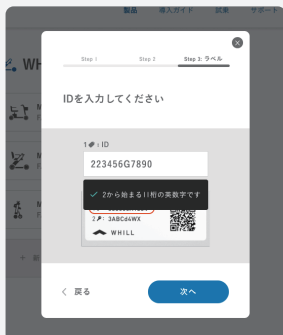 製品 導入ガイド 試乗 サポート
WH
Step 1 Step 2 Step 3: ラベル
IDを入力してください
1 : ID
223456G7890
✓ 2から始まる11桁の英数字です
2 : 3ABCd4WX
WHILL
戻る
次へ